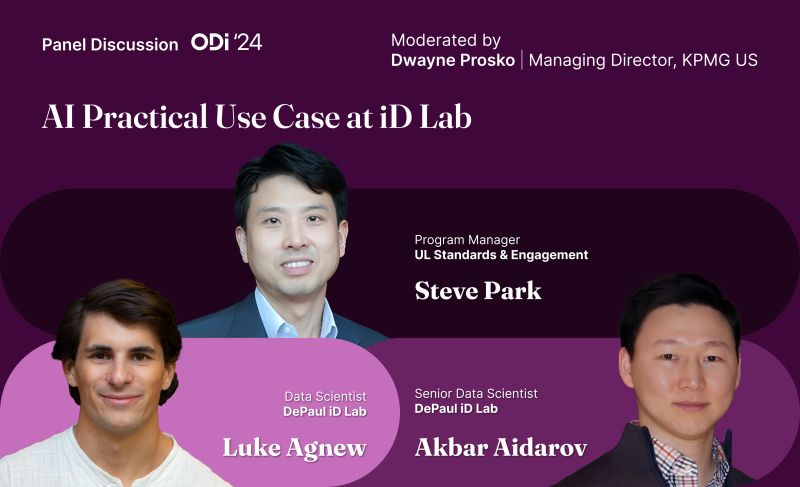 Panel Discussion ODi '24
Moderated by
Dwayne Prosko | Managing Director, KPMG US
AI Practical Use Case at iD Lab
Program Manager
UL Standards & Engagement
Steve Park
Data Scientist
DePaul iD Lab
Luke Agnew
Senior Data Scientist
DePaul iD Lab
Akbar Aidarov